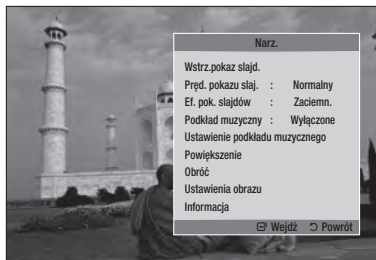 Narz.
Wstrz.pokaz slajd.
Pręd. pokazu slaj. : Normalny
Ef. pok. slajdów : Zaciemn.
Podkład muzyczny : Wyłączone
Ustawienie podkładu muzycznego
Powiększenie
Obróć
Ustawienia obrazu
Informacja
Wejdź Powrót